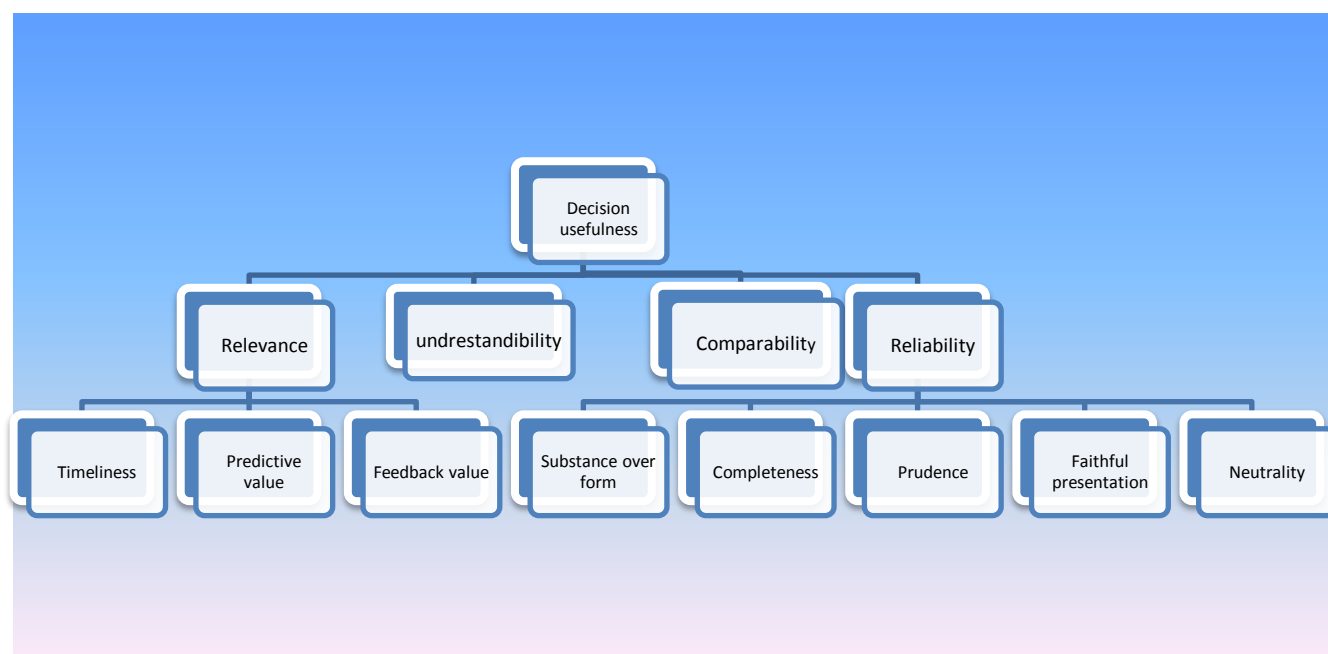 Decision
usefulness
Relevance
undrestandibility
Comparability
Reliability
Timeliness
Predictive
value
Feedback value
Substance over
form
Completeness
Prudence
Faithful
presentation
Neutrality